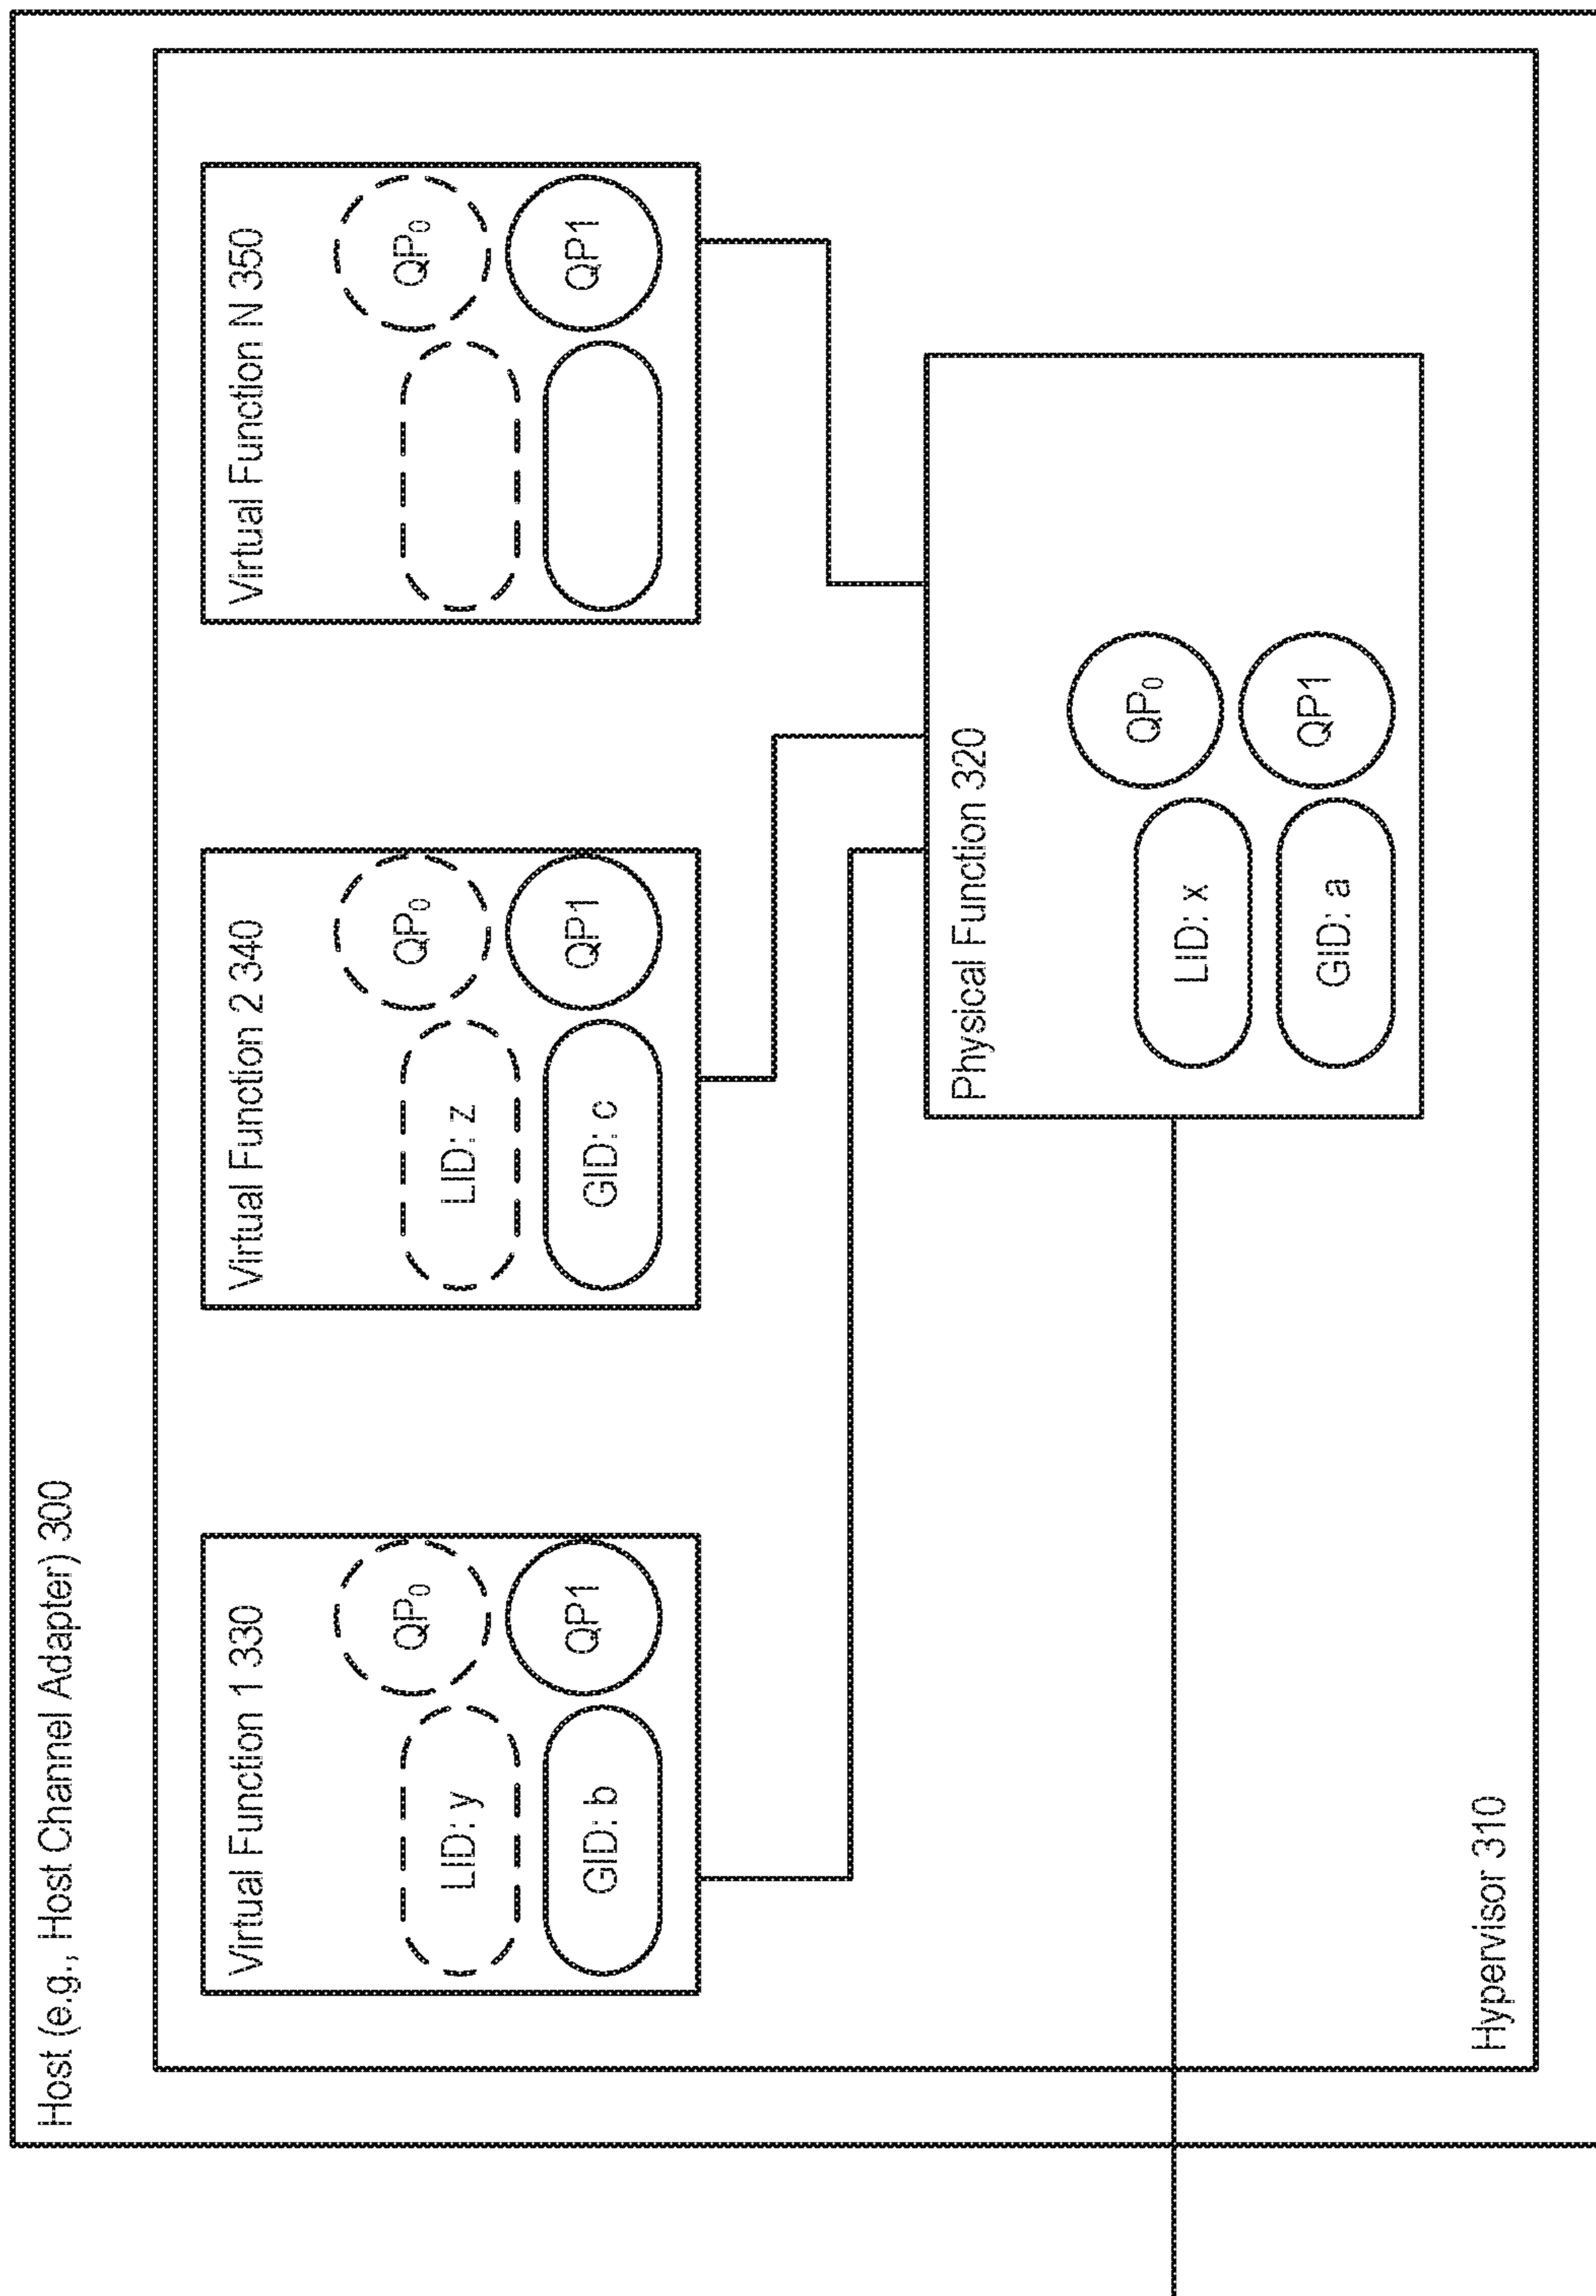 Host (e.g., Host Channel Adapter) 300
Virtual Function 1 330
QP₀
LID: y
QP1
GID: b
Virtual Function 2 340
QP₀
LID: z
QP1
GID: c
Virtual Function N 350
QP₀
QP1
Physical Function 320
QP₀
LID: x
QP1
GID: a
Hypervisor 310